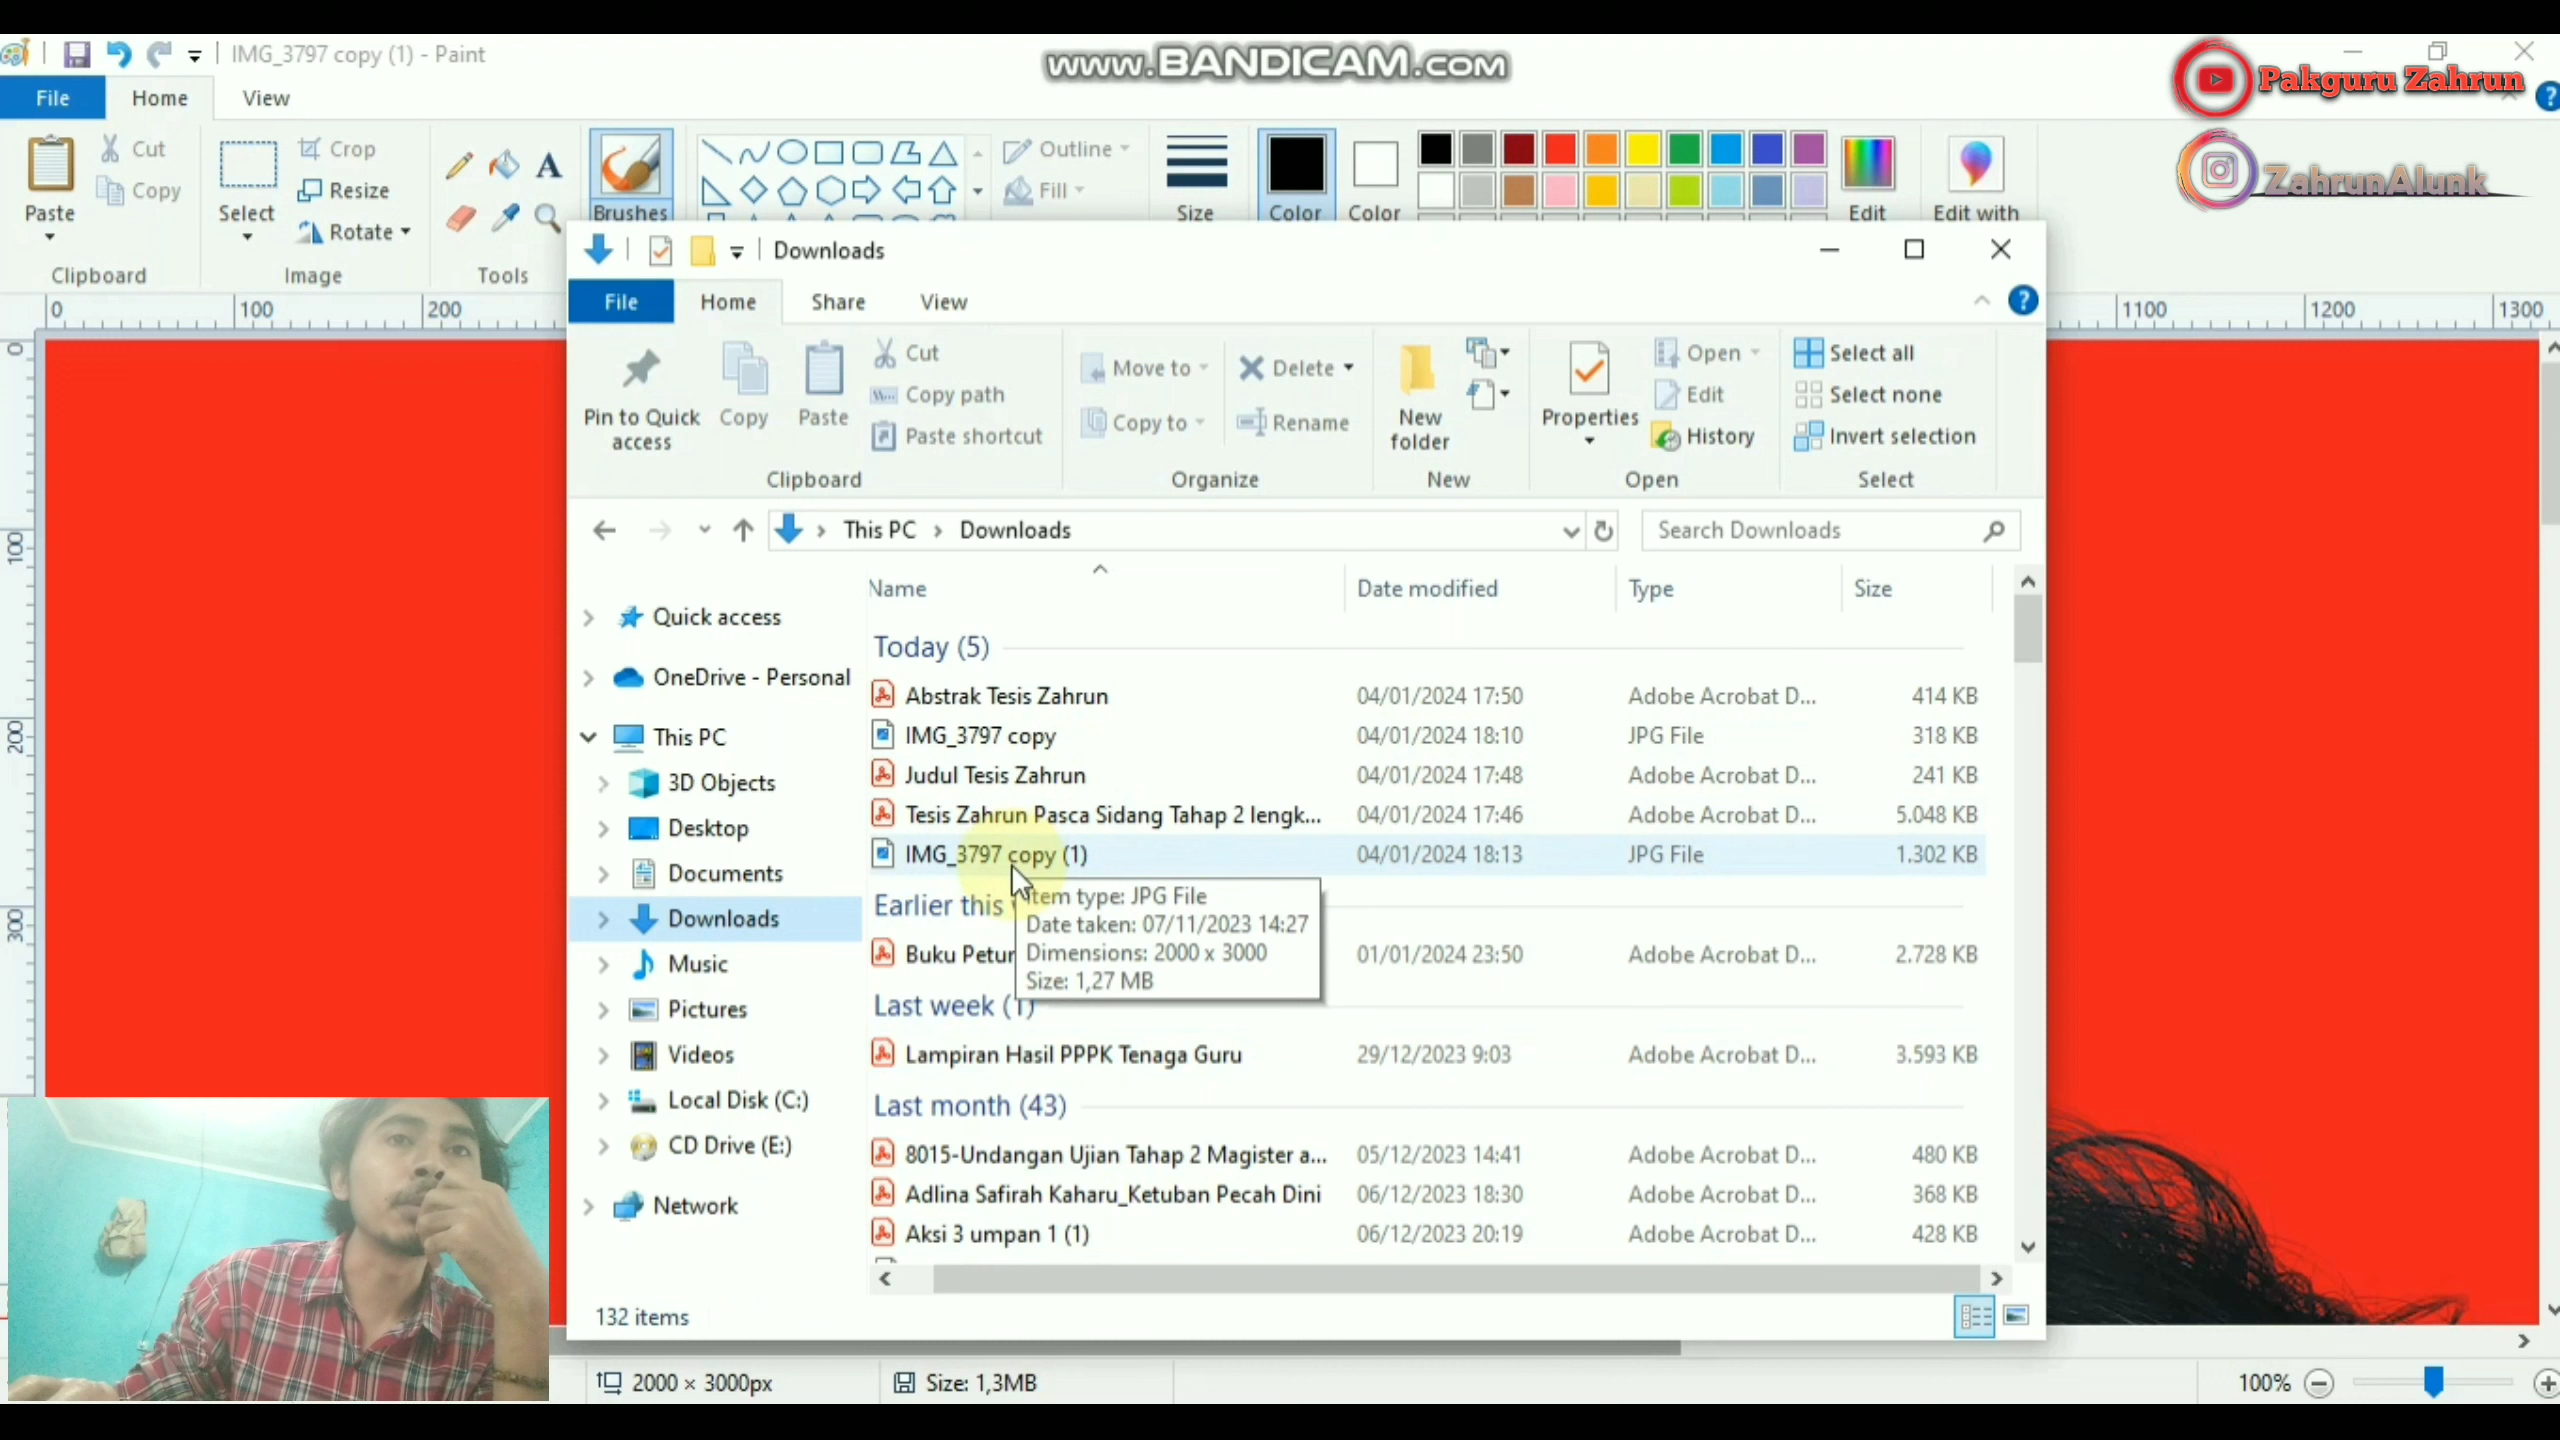 IMG_3797 copy (1) - Paint
www.BANDICAM.com
Pakguru Zahrun
ZahrunAlunk
File Home View
Paste
Cut
Copy
Clipboard
Select
Crop
Resize
Rotate
Image
Tools
Brushes
Outline
Fill
Size
Color
Color
Edit
Edit with
0 100 200 1100 1200 1300
0
100
200
300
Downloads
File Home Share View
Pin to Quick access
Copy
Paste
Cut
Copy path
Paste shortcut
Clipboard
Move to
Copy to
Delete
Rename
Organize
New folder
New
Properties
Open
Edit
History
Open
Select all
Select none
Invert selection
Select
This PC > Downloads
Search Downloads
Quick access
OneDrive - Personal
This PC
3D Objects
Desktop
Documents
Downloads
Music
Pictures
Videos
Local Disk (C:)
CD Drive (E:)
Network
Name Date modified Type Size
Today (5)
Abstrak Tesis Zahrun 04/01/2024 17:50 Adobe Acrobat D... 414 KB
IMG_3797 copy 04/01/2024 18:10 JPG File 318 KB
Judul Tesis Zahrun 04/01/2024 17:48 Adobe Acrobat D... 241 KB
Tesis Zahrun Pasca Sidang Tahap 2 lengk... 04/01/2024 17:46 Adobe Acrobat D... 5.048 KB
IMG_3797 copy (1) 04/01/2024 18:13 JPG File 1.302 KB
Item type: JPG File
Date taken: 07/11/2023 14:27
Dimensions: 2000 x 3000
Size: 1,27 MB
Earlier this
Buku Petun 01/01/2024 23:50 Adobe Acrobat D... 2.728 KB
Last week (1)
Lampiran Hasil PPPK Tenaga Guru 29/12/2023 9:03 Adobe Acrobat D... 3.593 KB
Last month (43)
8015-Undangan Ujian Tahap 2 Magister a... 05/12/2023 14:41 Adobe Acrobat D... 480 KB
Adlina Safirah Kaharu_Ketuban Pecah Dini 06/12/2023 18:30 Adobe Acrobat D... 368 KB
Aksi 3 umpan 1 (1) 06/12/2023 20:19 Adobe Acrobat D... 428 KB
132 items
2000 × 3000px
Size: 1,3MB
100%